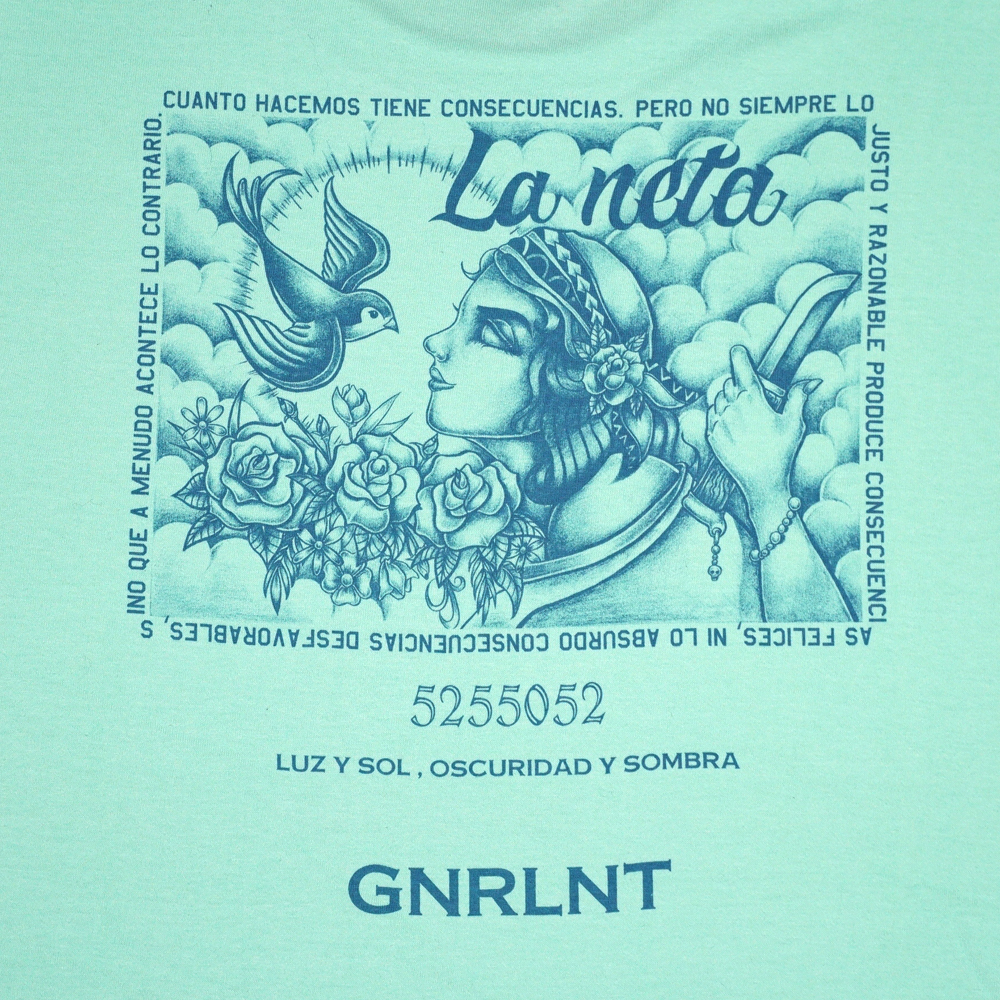 CUANTO HACEMOS TIENE CONSECUENCIAS. PERO NO SIEMPRE LO
JUSTO Y RAZONABLE PRODUCE CONSECUENCI
AS FELICES, NI LO ABSURDO CONSECUENCIAS DESFAVORABLES, S
INO QUE A MENUDO ACONTECE LO CONTRARIO.
La neta
5255052
LUZ Y SOL , OSCURIDAD Y SOMBRA
GNRLNT